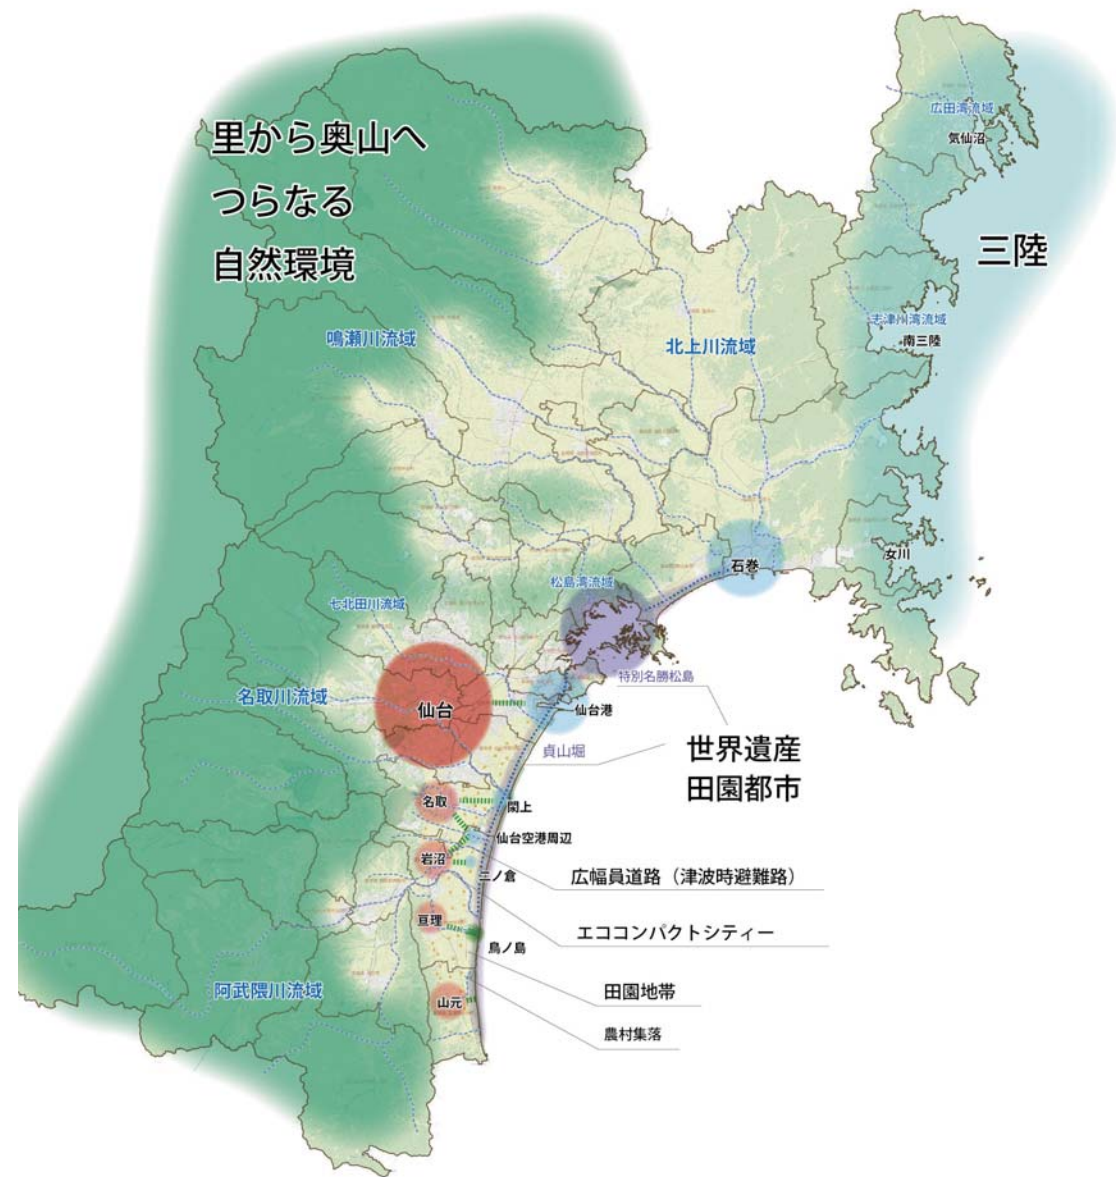 里から奥山へ
つらなる
自然環境
広田湾流域
気仙沼
三陸
志津川湾流域
南三陸
鳴瀬川流域
北上川流域
石巻
女川
松島湾流域
七北田川流域
特別名勝松島
名取川流域
仙台
仙台港
貞山堀
世界遺産
田園都市
名取
閖上
仙台空港周辺
岩沼
二ノ倉
広幅員道路（津波時避難路）
亘理
エココンパクトシティー
鳥ノ島
阿武隈川流域
田園地帯
山元
農村集落